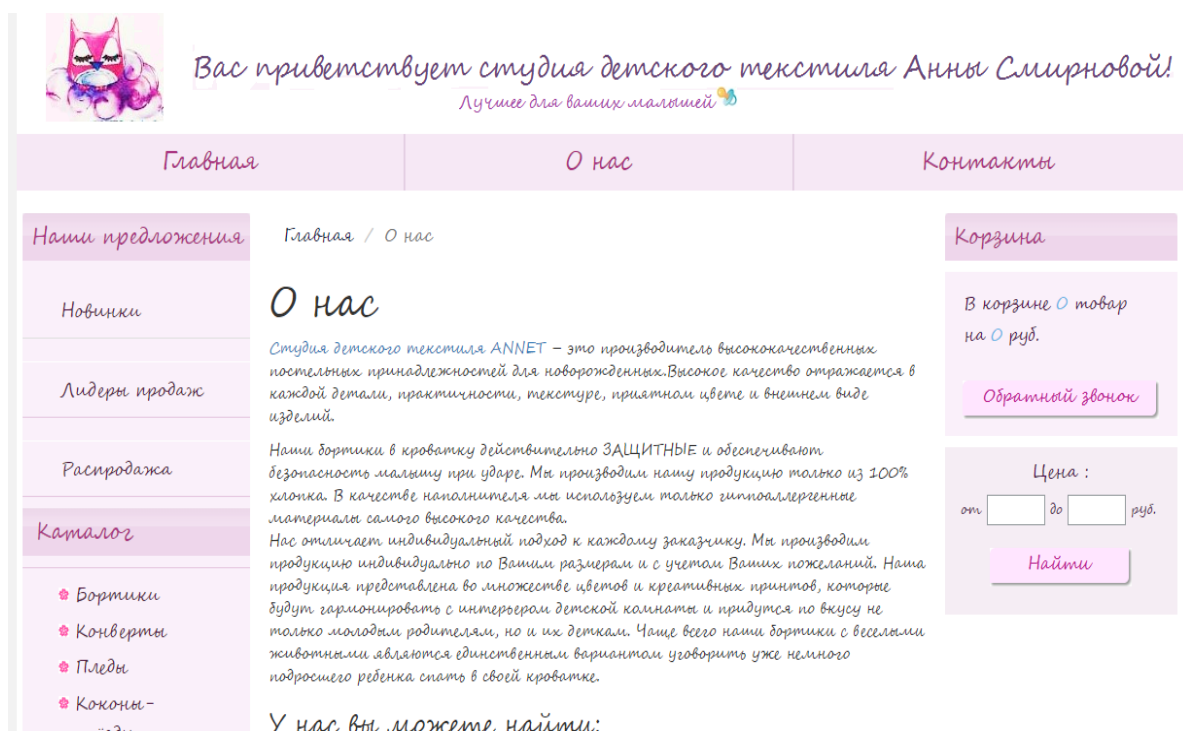 Вас приветствует студия детского текстиля Анны Смирновой!
Лучшее для ваших малышей
Главная
О нас
Контакты
Наши предложения
Новинки
Лидеры продаж
Распродажа
Каталог
Бортики
Конверты
Пледы
Коконы-
Главная / О нас
О нас
Студия детского текстиля ANNET – это производитель высококачественных
постельных принадлежностей для новорожденных.Высокое качество отражается в
каждой детали, практичности, текстуре, приятном цвете и внешнем виде
изделий.
Наши бортики в кроватку действительно ЗАЩИТНЫЕ и обеспечивают
безопасность малышу при ударе. Мы производим нашу продукцию только из 100%
хлопка. В качестве наполнителя мы используем только гиппоаллергенные
материалы самого высокого качества.
Нас отличает индивидуальный подход к каждому заказчику. Мы производим
продукцию индивидуально по Вашим размерам и с учетом Ваших пожеланий. Наша
продукция представлена во множестве цветов и креативных принтов, которые
будут гармонировать с интерьером детской комнаты и придутся по вкусу не
только молодым родителям, но и их деткам. Чаще всего наши бортики с веселыми
животными являются единственным вариантом уговорить уже немного
подросшего ребенка спать в своей кроватке.
У нас вы можете найти:
Корзина
В корзине 0 товар
на 0 руб.
Обратный звонок
Цена :
от до руб.
Найти